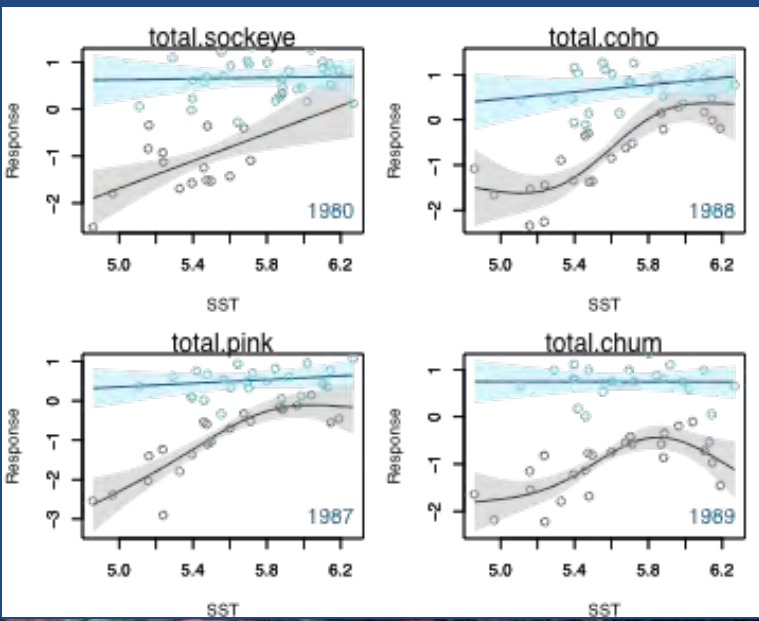 total.sockeye
Response
1
0
-1
-2
1980
5.0 5.4 5.8 6.2
SST
total.coho
Response
1
0
-1
-2
1988
5.0 5.4 5.8 6.2
SST
total.pink
Response
1
0
-1
-2
-3
1987
5.0 5.4 5.8 6.2
SST
total.chum
Response
1
0
-1
-2
1989
5.0 5.4 5.8 6.2
SST